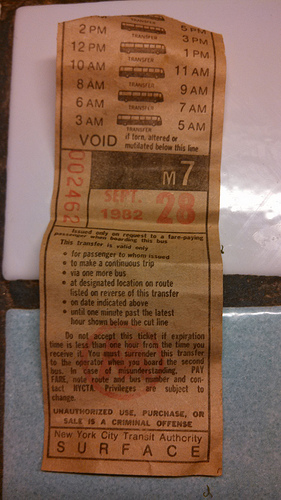 2 PM TRANSFER 5 PM
3 PM
12 PM TRANSFER 1 PM
10 AM TRANSFER 11 AM
8 AM TRANSFER 9 AM
6 AM TRANSFER 7 AM
3 AM TRANSFER 5 AM
VOID if torn, altered or
mutilated below this line
002462
M7
SEPT. 28
1982
Issued only on request to a fare-paying
passenger when boarding this bus
This transfer is valid only
• for passenger to whom issued
• to make a continuous trip
• via one more bus
• at designated location on route
listed on reverse of this transfer
• on date indicated above
• until one minute past the latest
hour shown below the cut line
Do not accept this ticket if expiration
time is less than one hour from the time you
receive it. You must surrender this transfer
to the operator when you board the second
bus. In case of misunderstanding, PAY
FARE, note route and bus number and con-
tact NYCTA. Privileges are subject to
change.
UNAUTHORIZED USE, PURCHASE, OR
SALE IS A CRIMINAL OFFENSE
New York City Transit Authority
SURFACE